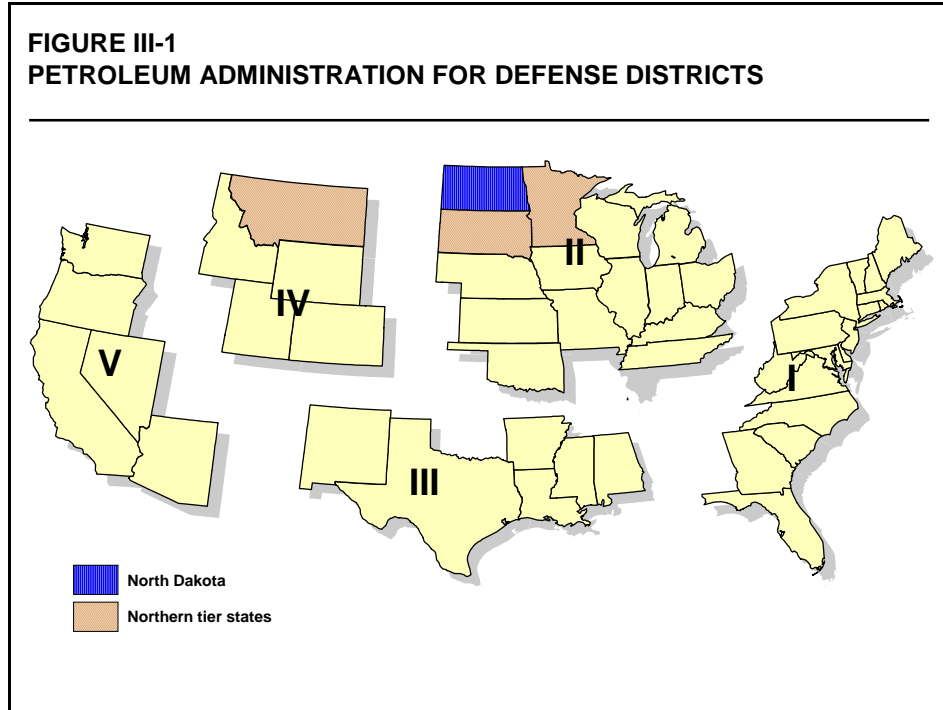 FIGURE III-1
PETROLEUM ADMINISTRATION FOR DEFENSE DISTRICTS
II
IV
V
I
III
North Dakota
Northern tier states